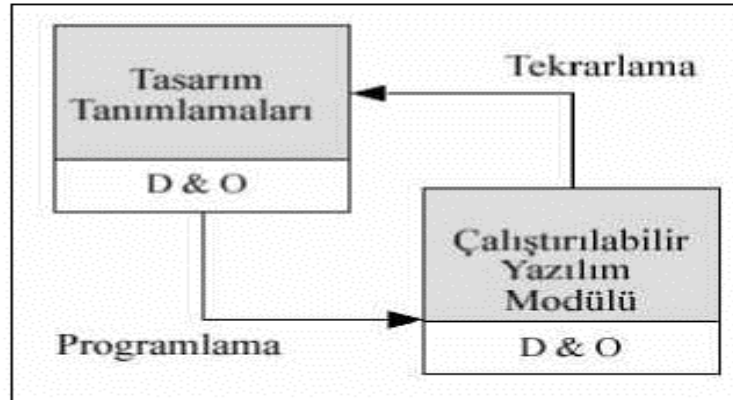 Tasarım
Tanımlamaları
D & O
Tekrarlama
Çalıştırılabilir
Yazılım
Modülü
D & O
Programlama